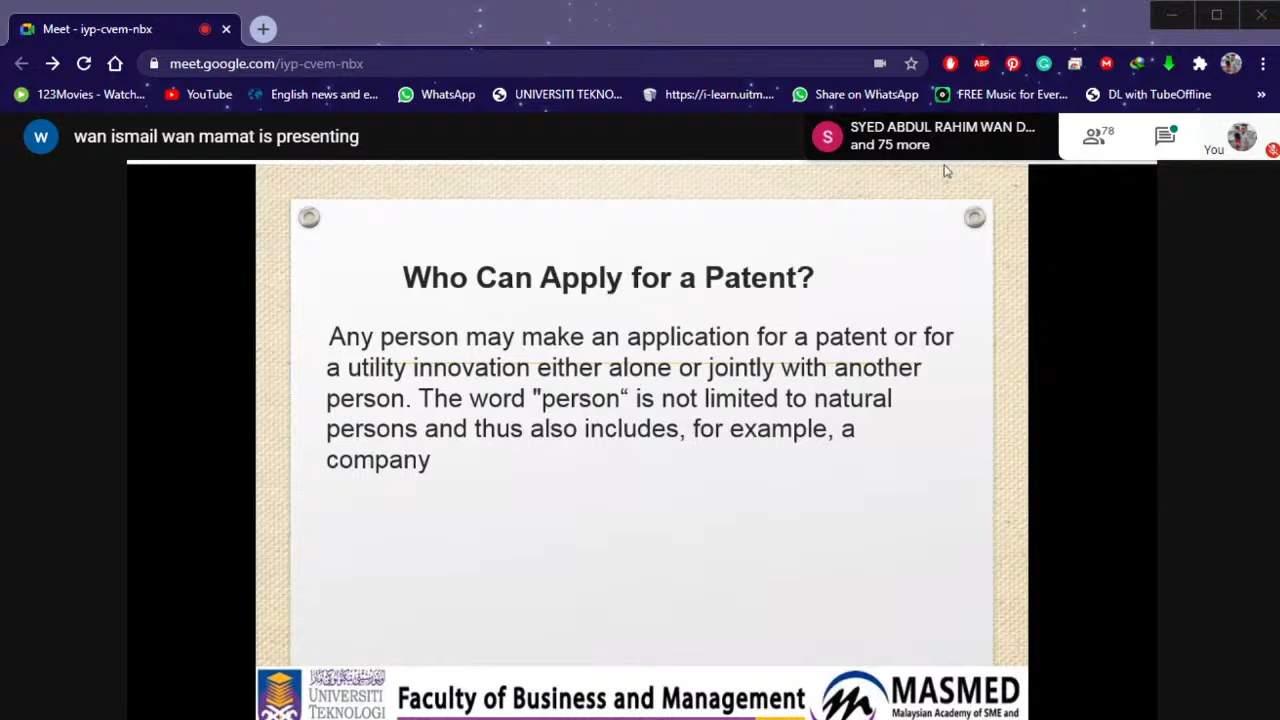 Meet - iyp-cvem-nbx
meet.google.com/iyp-cvem-nbx
123Movies - Watch... YouTube English news and e... WhatsApp UNIVERSITI TEKNO... https://i-learn.uitm.... Share on WhatsApp FREE Music for Ever... DL with TubeOffline »
W wan ismail wan mamat is presenting
S SYED ABDUL RAHIM WAN D...
and 75 more
78
You
Who Can Apply for a Patent?
Any person may make an application for a patent or for
a utility innovation either alone or jointly with another
person. The word "person“ is not limited to natural
persons and thus also includes, for example, a
company
UNIVERSITI
TEKNOLOGI
Faculty of Business and Management
MASMED
Malaysian Academy of SME and